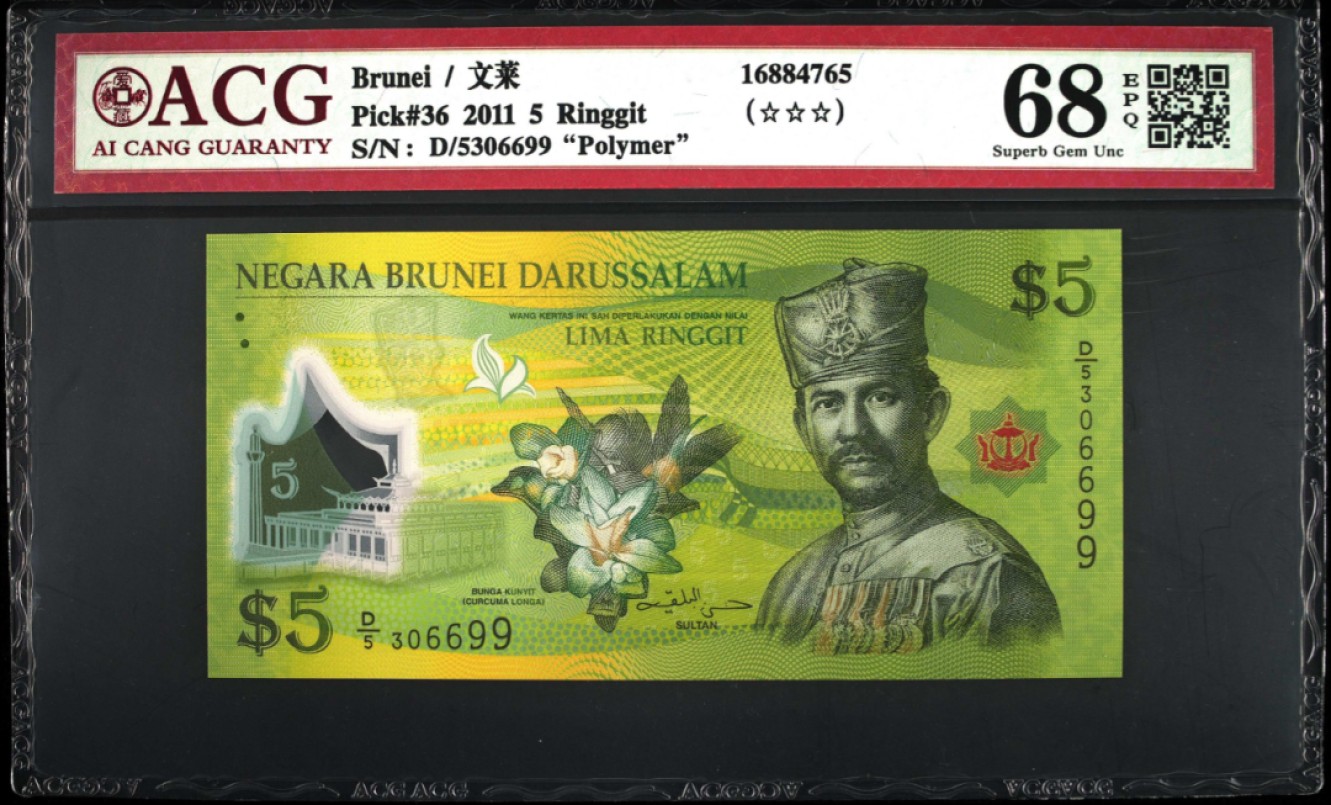 ACG
AI CANG GUARANTY
Brunei / 文莱
Pick#36 2011 5 Ringgit
S/N: D/5306699 “Polymer”
16884765
(☆☆☆)
68
EPQ
Superb Gem Unc
NEGARA BRUNEI DARUSSALAM
WANG KERTAS INI SAH DIPERLAKUKAN DENGAN NILAI
LIMA RINGGIT
$5
D/5 306699
5
BUNGA KUNYIT
(CURCUMA LONGA)
$5 D/5 306699
SULTAN
ACG ACG